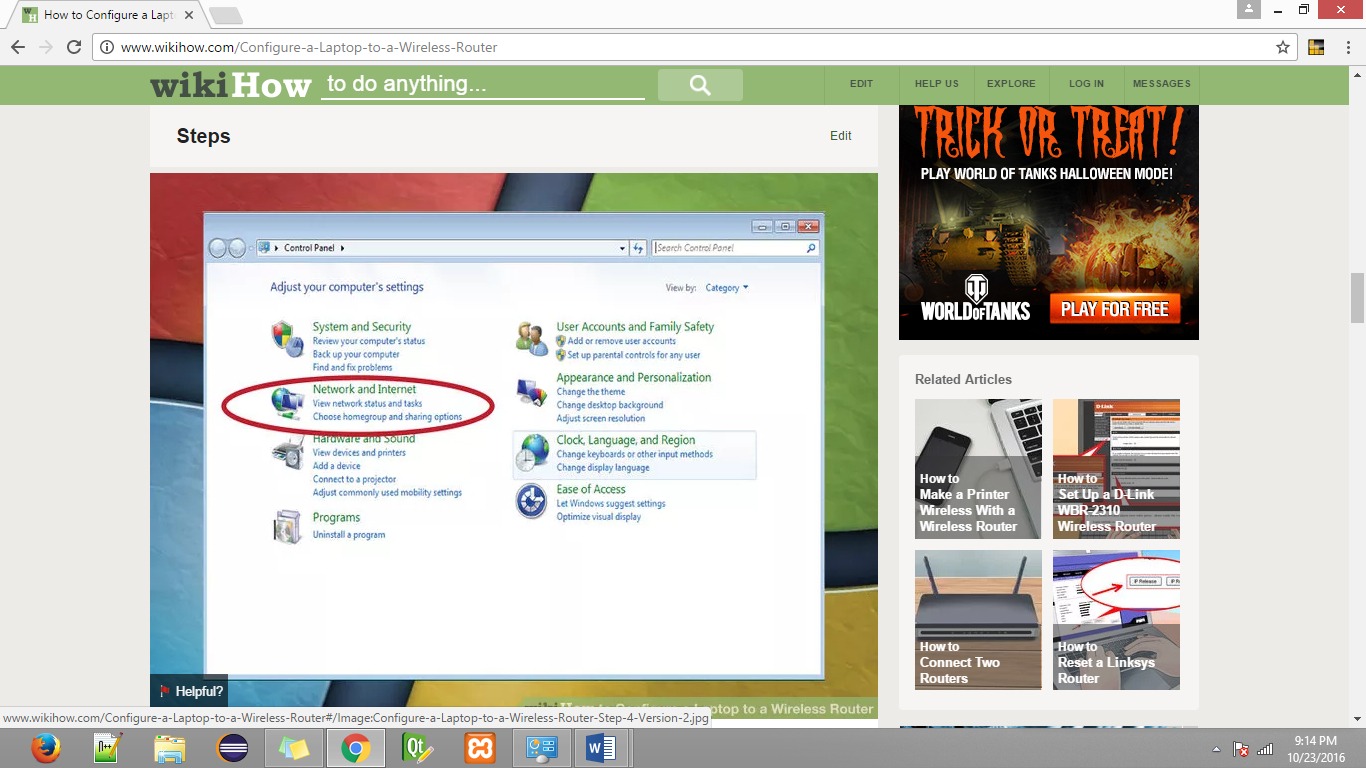 How to Configure a Lapt
www.wikihow.com/Configure-a-Laptop-to-a-Wireless-Router
wikiHow to do anything...
EDIT
HELP US
EXPLORE
LOG IN
MESSAGES
Steps
Edit
Control Panel
Search Control Panel
Adjust your computer's settings
View by: Category
System and Security
Review your computer's status
Back up your computer
Find and fix problems
Network and Internet
View network status and tasks
Choose homegroup and sharing options
Hardware and Sound
View devices and printers
Add a device
Connect to a projector
Adjust commonly used mobility settings
Programs
Uninstall a program
User Accounts and Family Safety
Add or remove user accounts
Set up parental controls for any user
Appearance and Personalization
Change the theme
Change desktop background
Adjust screen resolution
Clock, Language, and Region
Change keyboards or other input methods
Change display language
Ease of Access
Let Windows suggest settings
Optimize visual display
Helpful?
ptop to a Wireless Router
www.wikihow.com/Configure-a-Laptop-to-a-Wireless-Router#/Image:Configure-a-Laptop-to-a-Wireless-Router-Step-4-Version-2.jpg
TRICK OR TREAT!
PLAY WORLD OF TANKS HALLOWEEN MODE!
WORLD OF TANKS
PLAY FOR FREE
Related Articles
How to
Make a Printer
Wireless With a
Wireless Router
D-Link
How to
Set Up a D-Link
WBR-2310
Wireless Router
How to
Connect Two
Routers
IP Release
How to
Reset a Linksys
Router
Qt
W
9:14 PM
10/23/2016